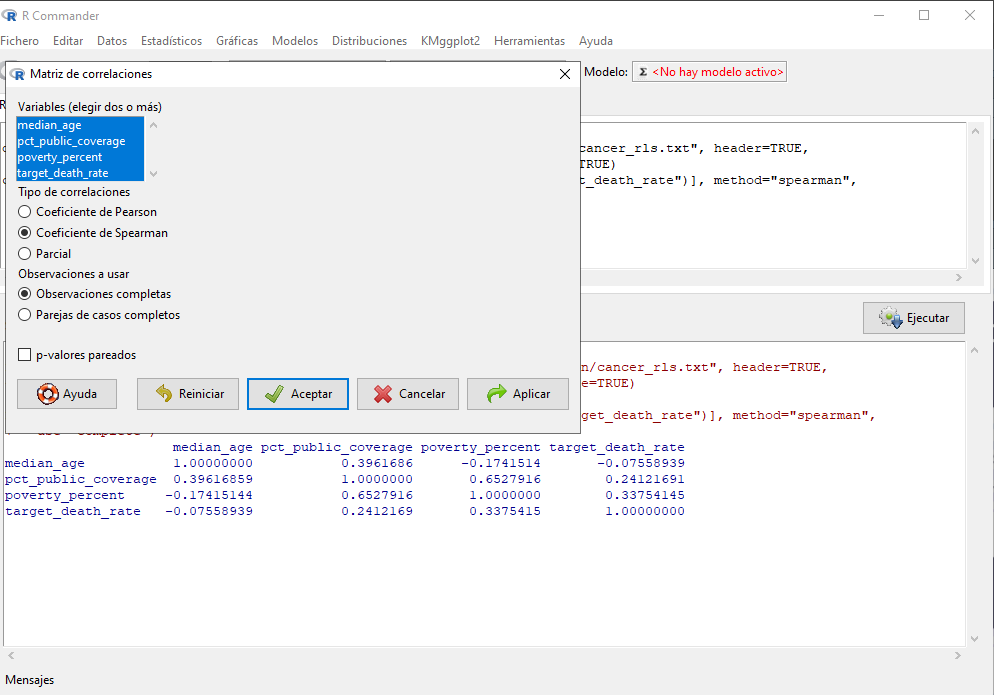 R Commander
Fichero Editar Datos Estadísticos Gráficas Modelos Distribuciones KMggplot2 Herramientas Ayuda
Matriz de correlaciones
Modelo: Σ <No hay modelo activo>
Variables (elegir dos o más)
median_age
pct_public_coverage
poverty_percent
target_death_rate
Tipo de correlaciones
Coeficiente de Pearson
Coeficiente de Spearman
Parcial
Observaciones a usar
Observaciones completas
Parejas de casos completos
p-valores pareados
Ayuda Reiniciar Aceptar Cancelar Aplicar
cancer_rls.txt", header=TRUE,
TRUE)
t_death_rate")], method="spearman",
Ejecutar
n/cancer_rls.txt", header=TRUE,
e=TRUE)
get_death_rate")], method="spearman",
median_age pct_public_coverage poverty_percent target_death_rate
median_age 1.00000000 0.3961686 -0.1741514 -0.07558939
pct_public_coverage 0.39616859 1.0000000 0.6527916 0.24121691
poverty_percent -0.17415144 0.6527916 1.0000000 0.33754145
target_death_rate -0.07558939 0.2412169 0.3375415 1.00000000
Mensajes